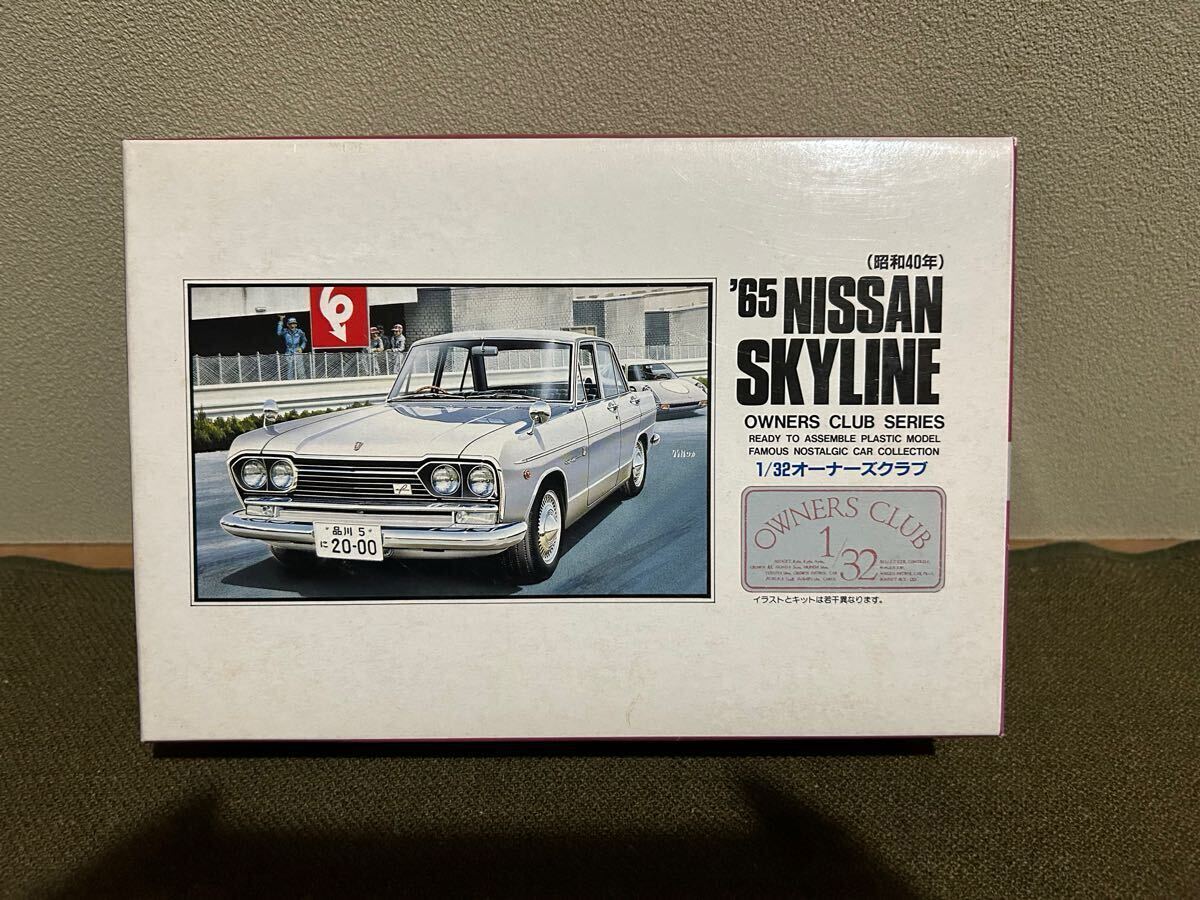 (昭和40年)
'65 NISSAN
SKYLINE
OWNERS CLUB SERIES
READY TO ASSEMBLE PLASTIC MODEL
FAMOUS NOSTALGIC CAR COLLECTION
1/32オーナーズクラブ
OWNERS CLUB
1/32
イラストとキットは若干異なります。
品川 5
に 20-00